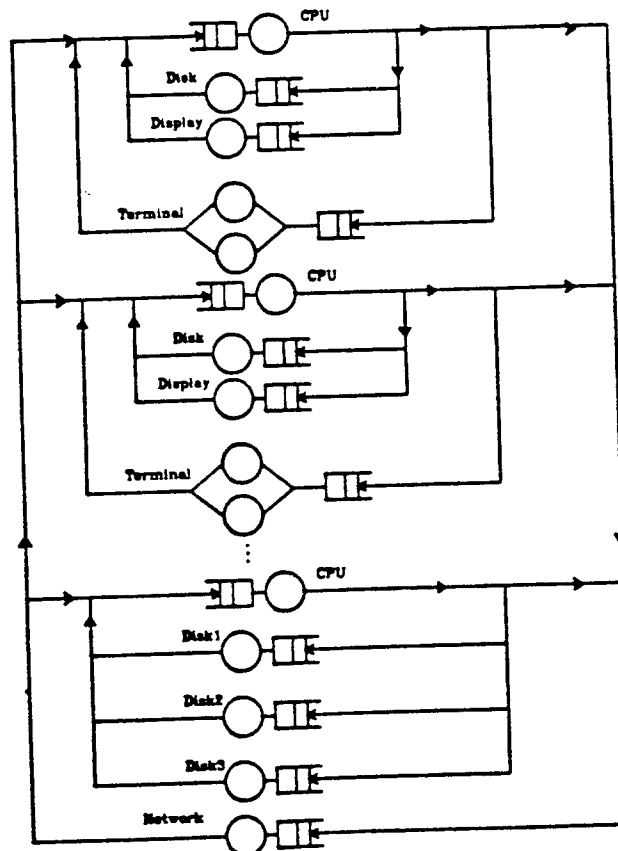 CPU
Disk
Display
Terminal
CPU
Disk
Display
Terminal
CPU
Disk1
Disk2
Disk3
Network